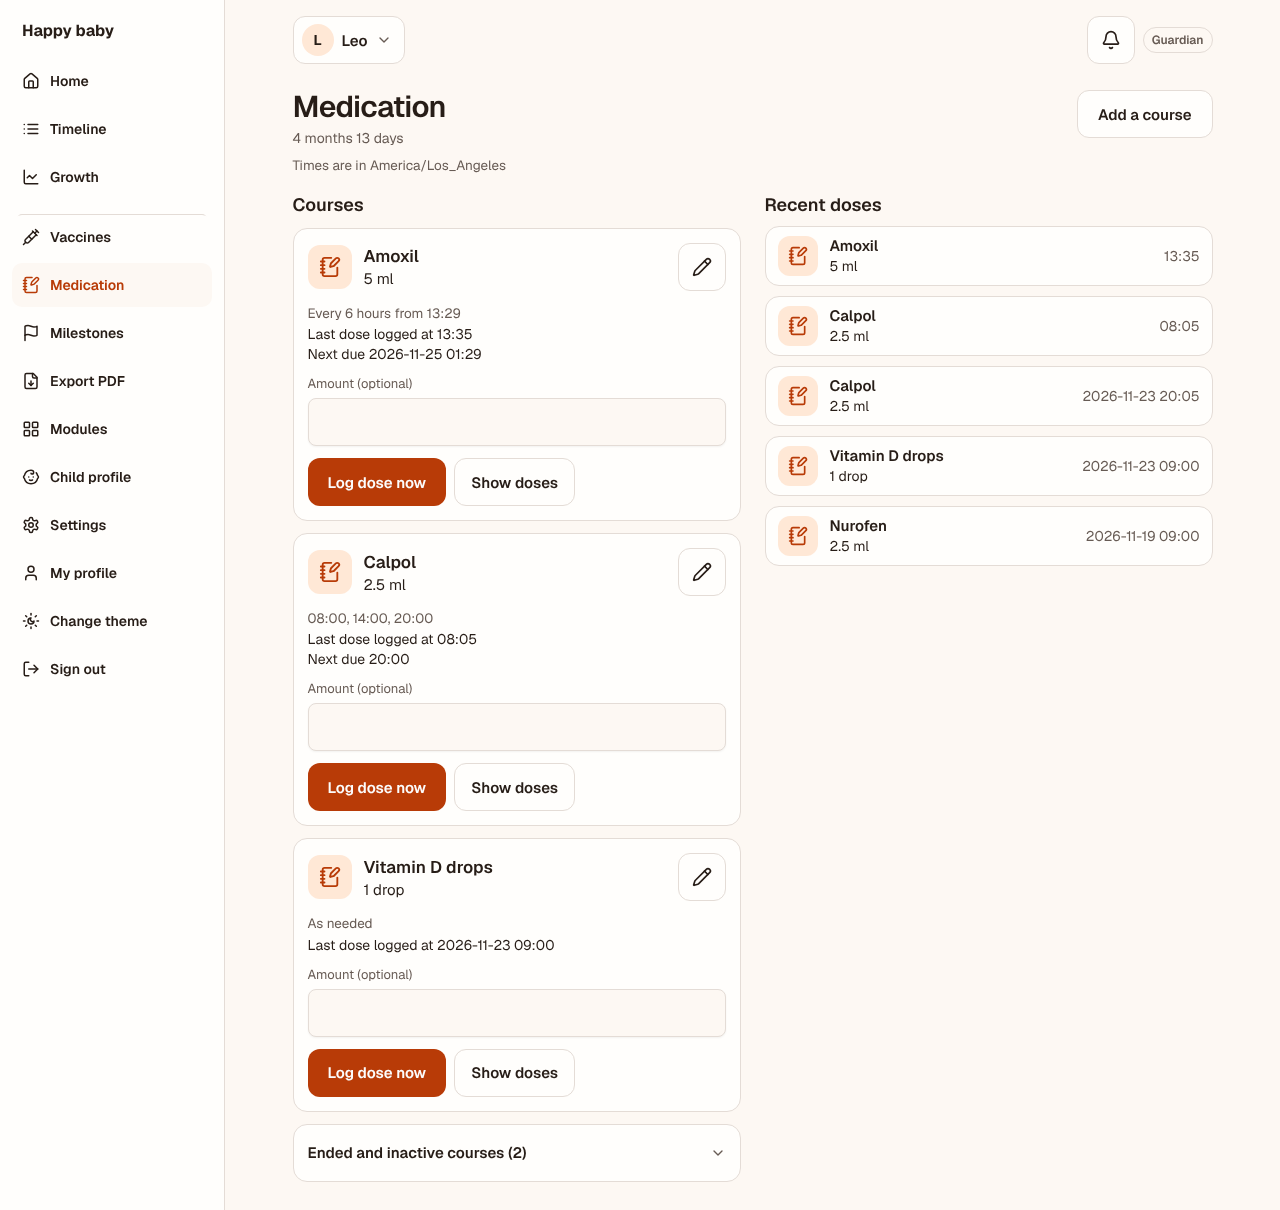 Happy baby
Home
Timeline
Growth
Vaccines
Medication
Milestones
Export PDF
Modules
Child profile
Settings
My profile
Change theme
Sign out
L Leo
Guardian
Medication
4 months 13 days
Times are in America/Los_Angeles
Add a course
Courses
Amoxil
5 ml
Every 6 hours from 13:29
Last dose logged at 13:35
Next due 2026-11-25 01:29
Amount (optional)
Log dose now Show doses
Calpol
2.5 ml
08:00, 14:00, 20:00
Last dose logged at 08:05
Next due 20:00
Amount (optional)
Log dose now Show doses
Vitamin D drops
1 drop
As needed
Last dose logged at 2026-11-23 09:00
Amount (optional)
Log dose now Show doses
Ended and inactive courses (2)
Recent doses
Amoxil
5 ml
13:35
Calpol
2.5 ml
08:05
Calpol
2.5 ml
2026-11-23 20:05
Vitamin D drops
1 drop
2026-11-23 09:00
Nurofen
2.5 ml
2026-11-19 09:00